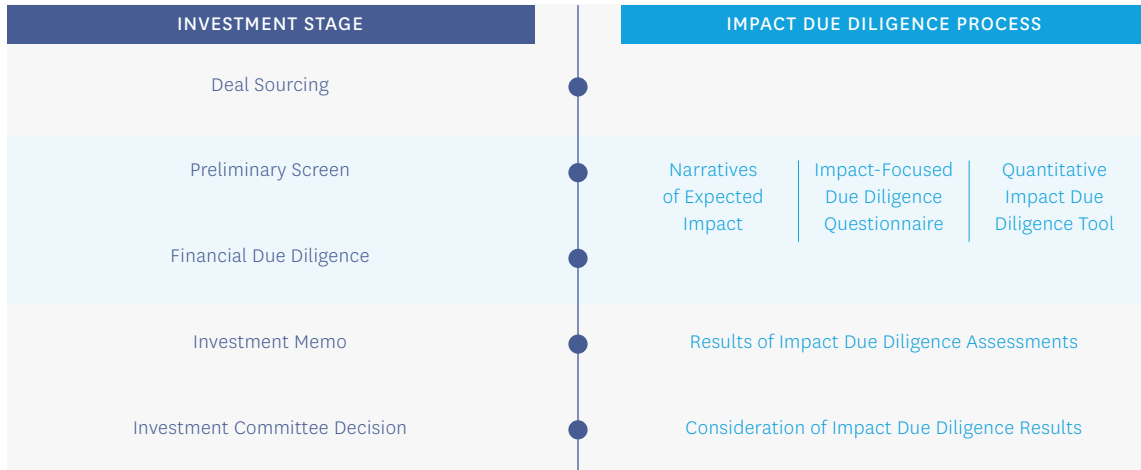 INVESTMENT STAGE
IMPACT DUE DILIGENCE PROCESS
Deal Sourcing
Preliminary Screen
Narratives
of Expected
Impact
Impact-Focused
Due Diligence
Questionnaire
Quantitative
Impact Due
Diligence Tool
Financial Due Diligence
Investment Memo
Results of Impact Due Diligence Assessments
Investment Committee Decision
Consideration of Impact Due Diligence Results